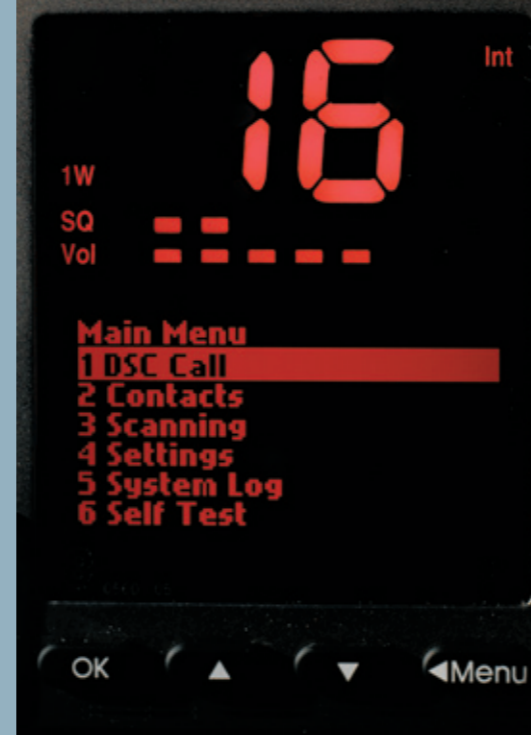 16
Int
1W
SQ
Vol
Main Menu
1 DSC Call
2 Contacts
3 Scanning
4 Settings
5 System Log
6 Self Test
OK ▲ ▼ ◀Menu